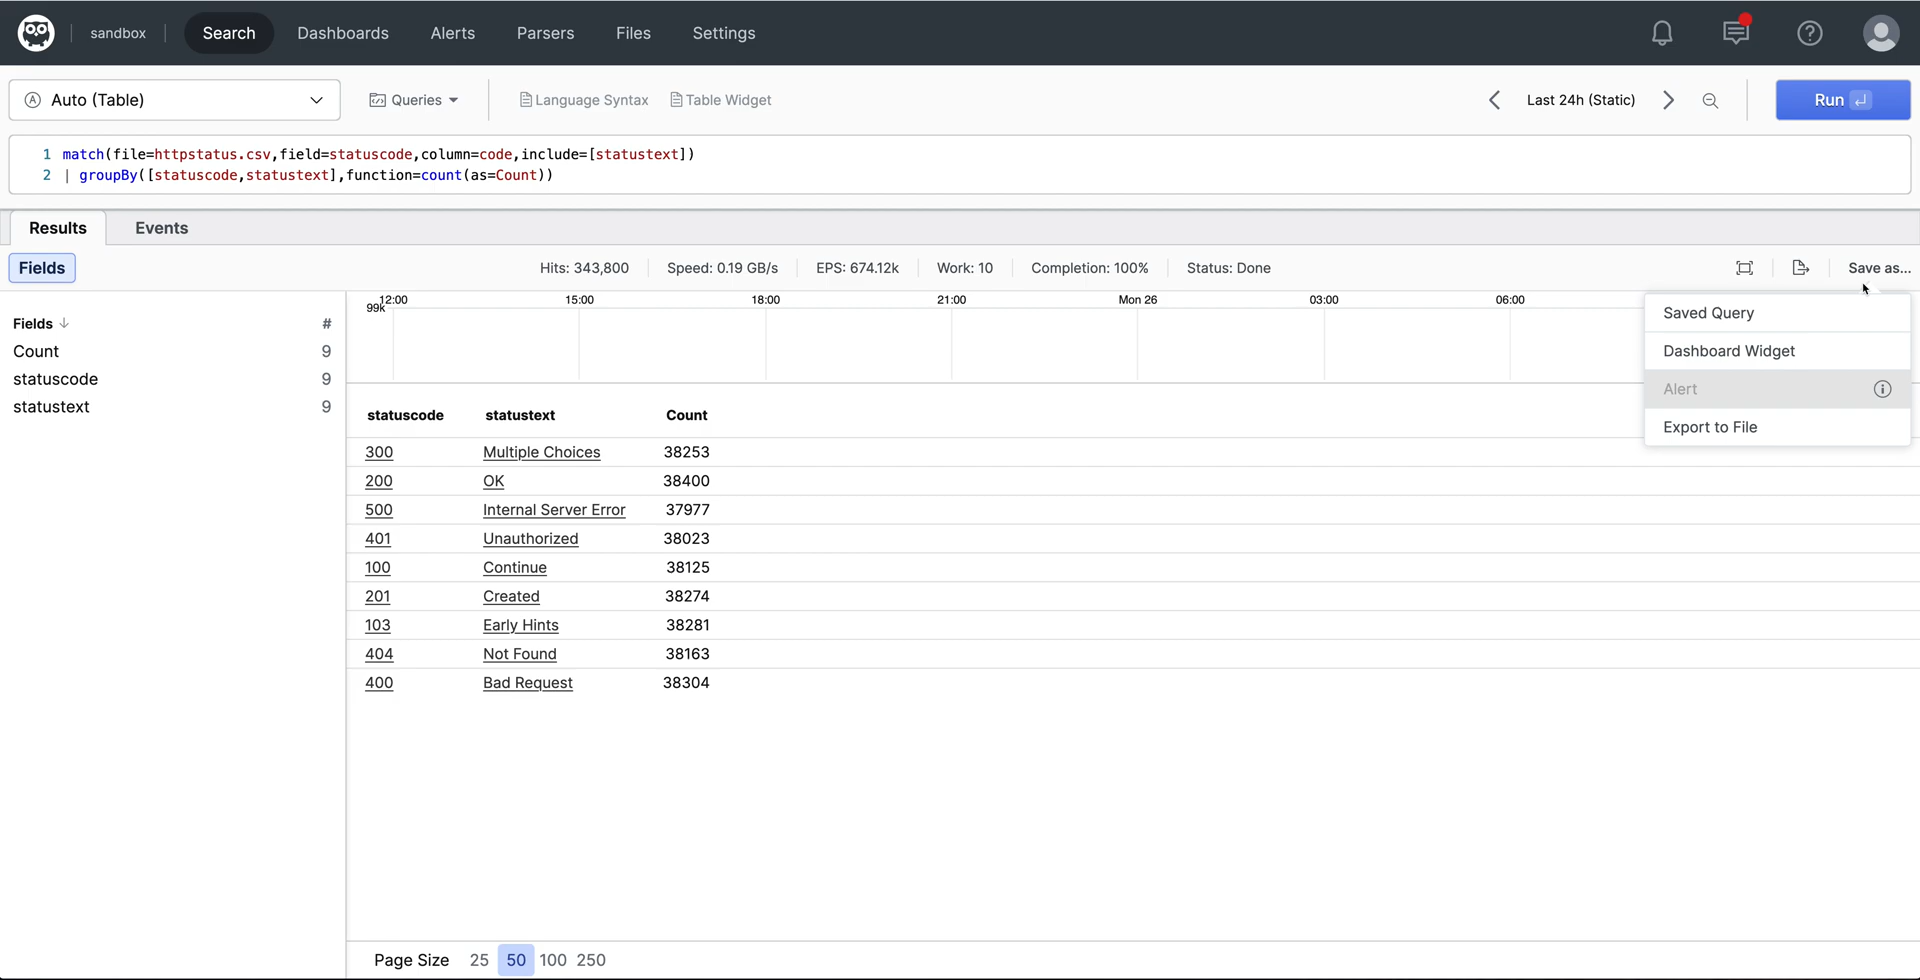 sandbox Search Dashboards Alerts Parsers Files Settings
Auto (Table) Queries Language Syntax Table Widget Last 24h (Static) Run
1 match(file=httpstatus.csv,field=statuscode,column=code,include=[statustext])
2 | groupBy([statuscode,statustext],function=count(as=Count))
Results Events
Fields Hits: 343,800 Speed: 0.19 GB/s EPS: 674.12k Work: 10 Completion: 100% Status: Done Save as...
Saved Query
Dashboard Widget
Alert
Export to File
Fields #
Count 9
statuscode 9
statustext 9
12:00 15:00 18:00 21:00 Mon 26 03:00 06:00
99k
statuscode statustext Count
300 Multiple Choices 38253
200 OK 38400
500 Internal Server Error 37977
401 Unauthorized 38023
100 Continue 38125
201 Created 38274
103 Early Hints 38281
404 Not Found 38163
400 Bad Request 38304
Page Size 25 50 100 250